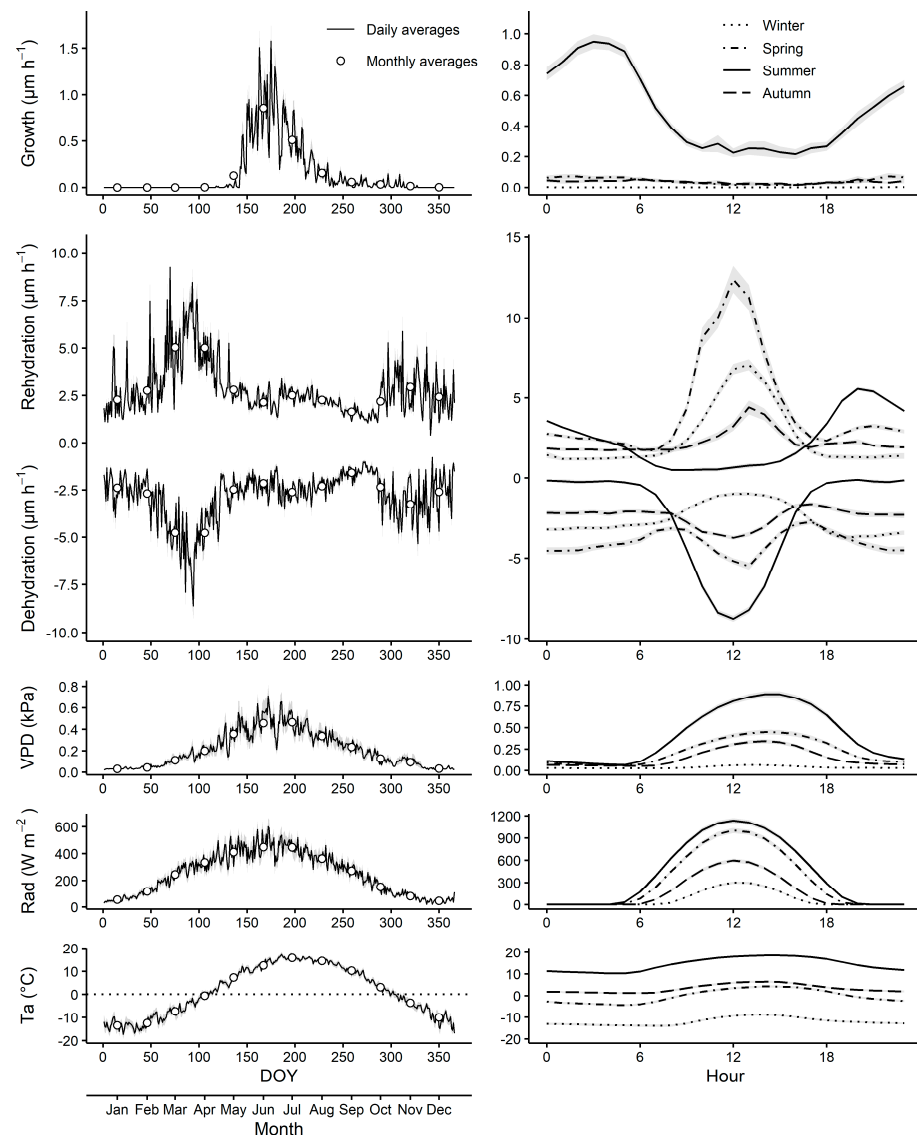 Growth (µm h⁻¹)
1.5
1.0
0.5
0.0
Daily averages
Monthly averages
0 50 100 150 200 250 300 350
1.0
0.8
0.6
0.4
0.2
0.0
Winter
Spring
Summer
Autumn
0 6 12 18
Rehydration (µm h⁻¹)
Dehydration (µm h⁻¹)
10.0
7.5
5.0
2.5
0.0
-2.5
-5.0
-7.5
-10.0
0 50 100 150 200 250 300 350
15
10
5
0
-5
-10
0 6 12 18
VPD (kPa)
0.8
0.6
0.4
0.2
0.0
0 50 100 150 200 250 300 350
1.00
0.75
0.50
0.25
0.00
0 6 12 18
Rad (W m⁻²)
600
400
200
0
0 50 100 150 200 250 300 350
1200
900
600
300
0
0 6 12 18
Ta (°C)
20
10
0
-10
-20
0 50 100 150 200 250 300 350
DOY
20
10
0
-10
-20
0 6 12 18
Hour
Jan Feb Mar Apr May Jun Jul Aug Sep Oct Nov Dec
Month